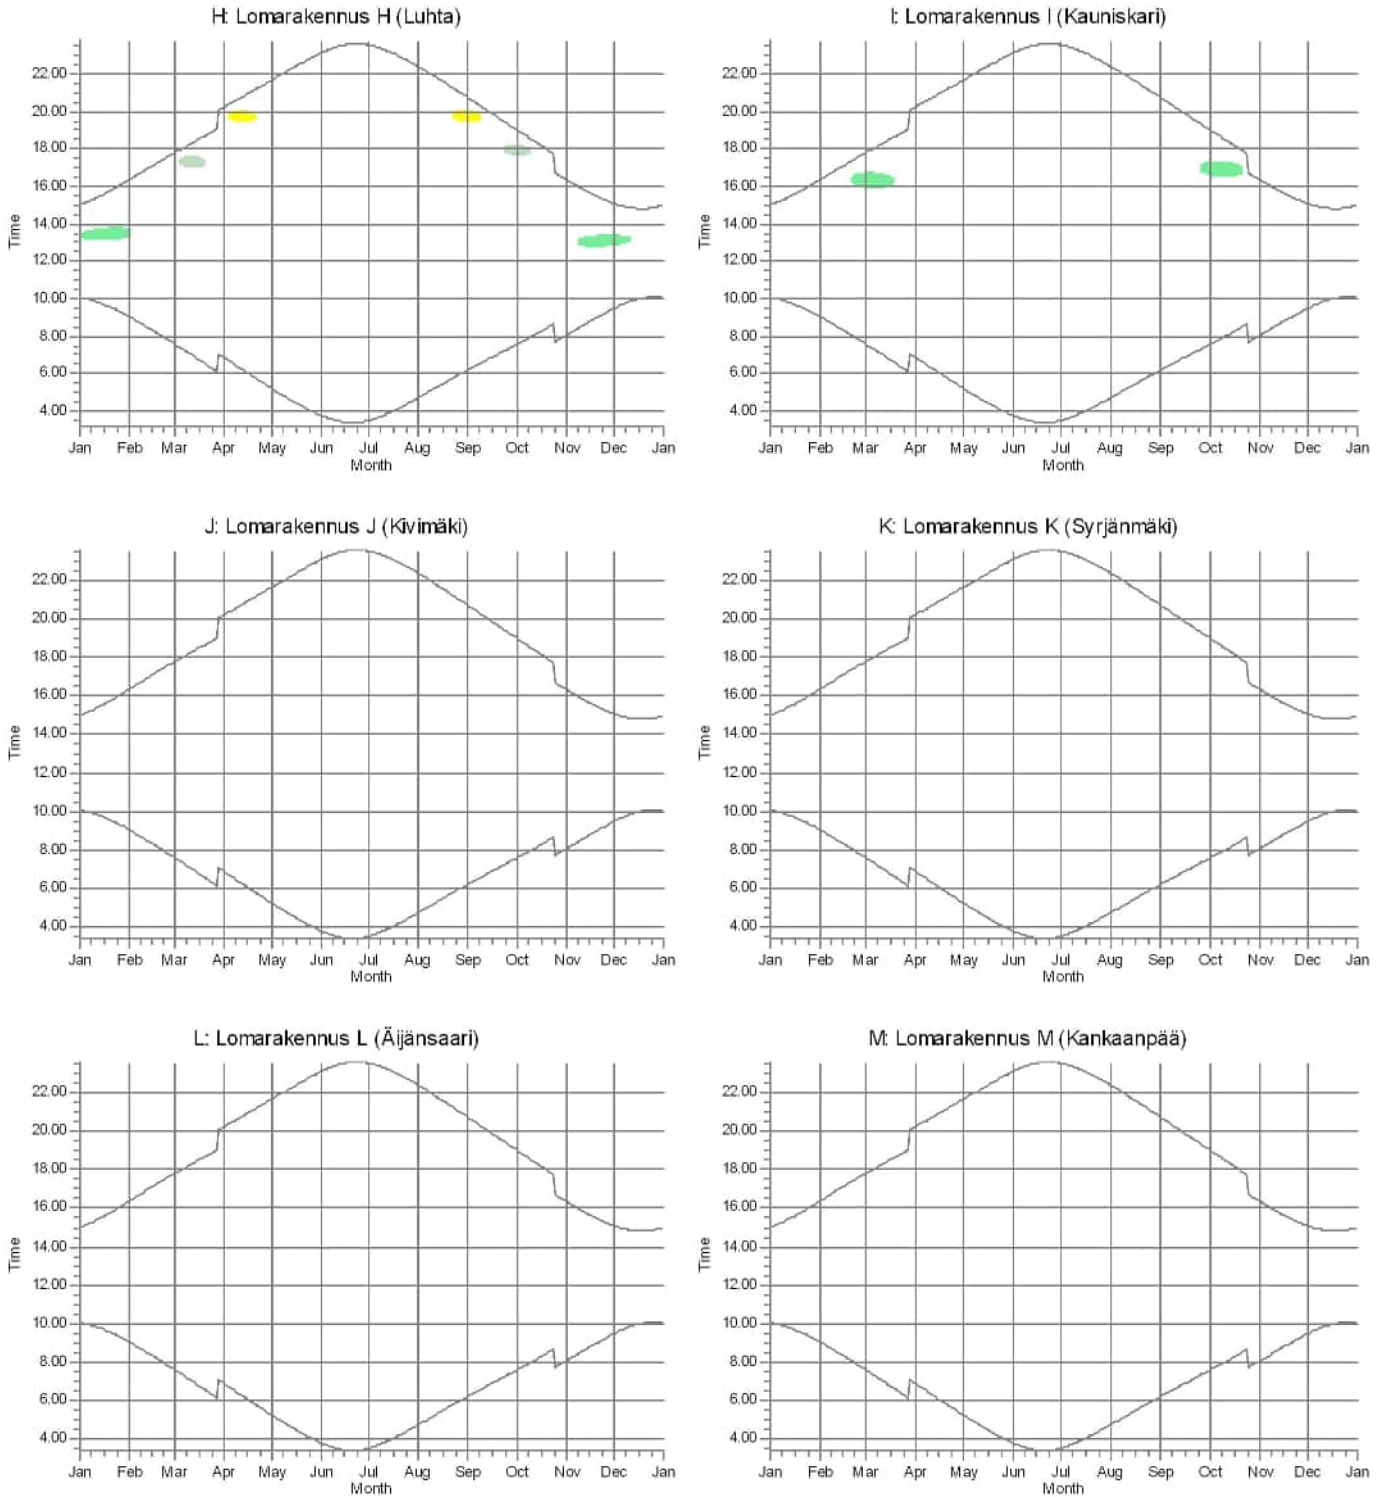 H: Lomarakennus H (Luhta)
22.00
20.00
18.00
16.00
14.00
12.00
10.00
8.00
6.00
4.00
Time
Jan Feb Mar Apr May Jun Jul Aug Sep Oct Nov Dec Jan
Month
I: Lomarakennus I (Kauniskari)
22.00
20.00
18.00
16.00
14.00
12.00
10.00
8.00
6.00
4.00
Time
Jan Feb Mar Apr May Jun Jul Aug Sep Oct Nov Dec Jan
Month
J: Lomarakennus J (Kivimäki)
22.00
20.00
18.00
16.00
14.00
12.00
10.00
8.00
6.00
4.00
Time
Jan Feb Mar Apr May Jun Jul Aug Sep Oct Nov Dec Jan
Month
K: Lomarakennus K (Syrjänmäki)
22.00
20.00
18.00
16.00
14.00
12.00
10.00
8.00
6.00
4.00
Time
Jan Feb Mar Apr May Jun Jul Aug Sep Oct Nov Dec Jan
Month
L: Lomarakennus L (Äijänsaari)
22.00
20.00
18.00
16.00
14.00
12.00
10.00
8.00
6.00
4.00
Time
Jan Feb Mar Apr May Jun Jul Aug Sep Oct Nov Dec Jan
Month
M: Lomarakennus M (Kankaanpää)
22.00
20.00
18.00
16.00
14.00
12.00
10.00
8.00
6.00
4.00
Time
Jan Feb Mar Apr May Jun Jul Aug Sep Oct Nov Dec Jan
Month